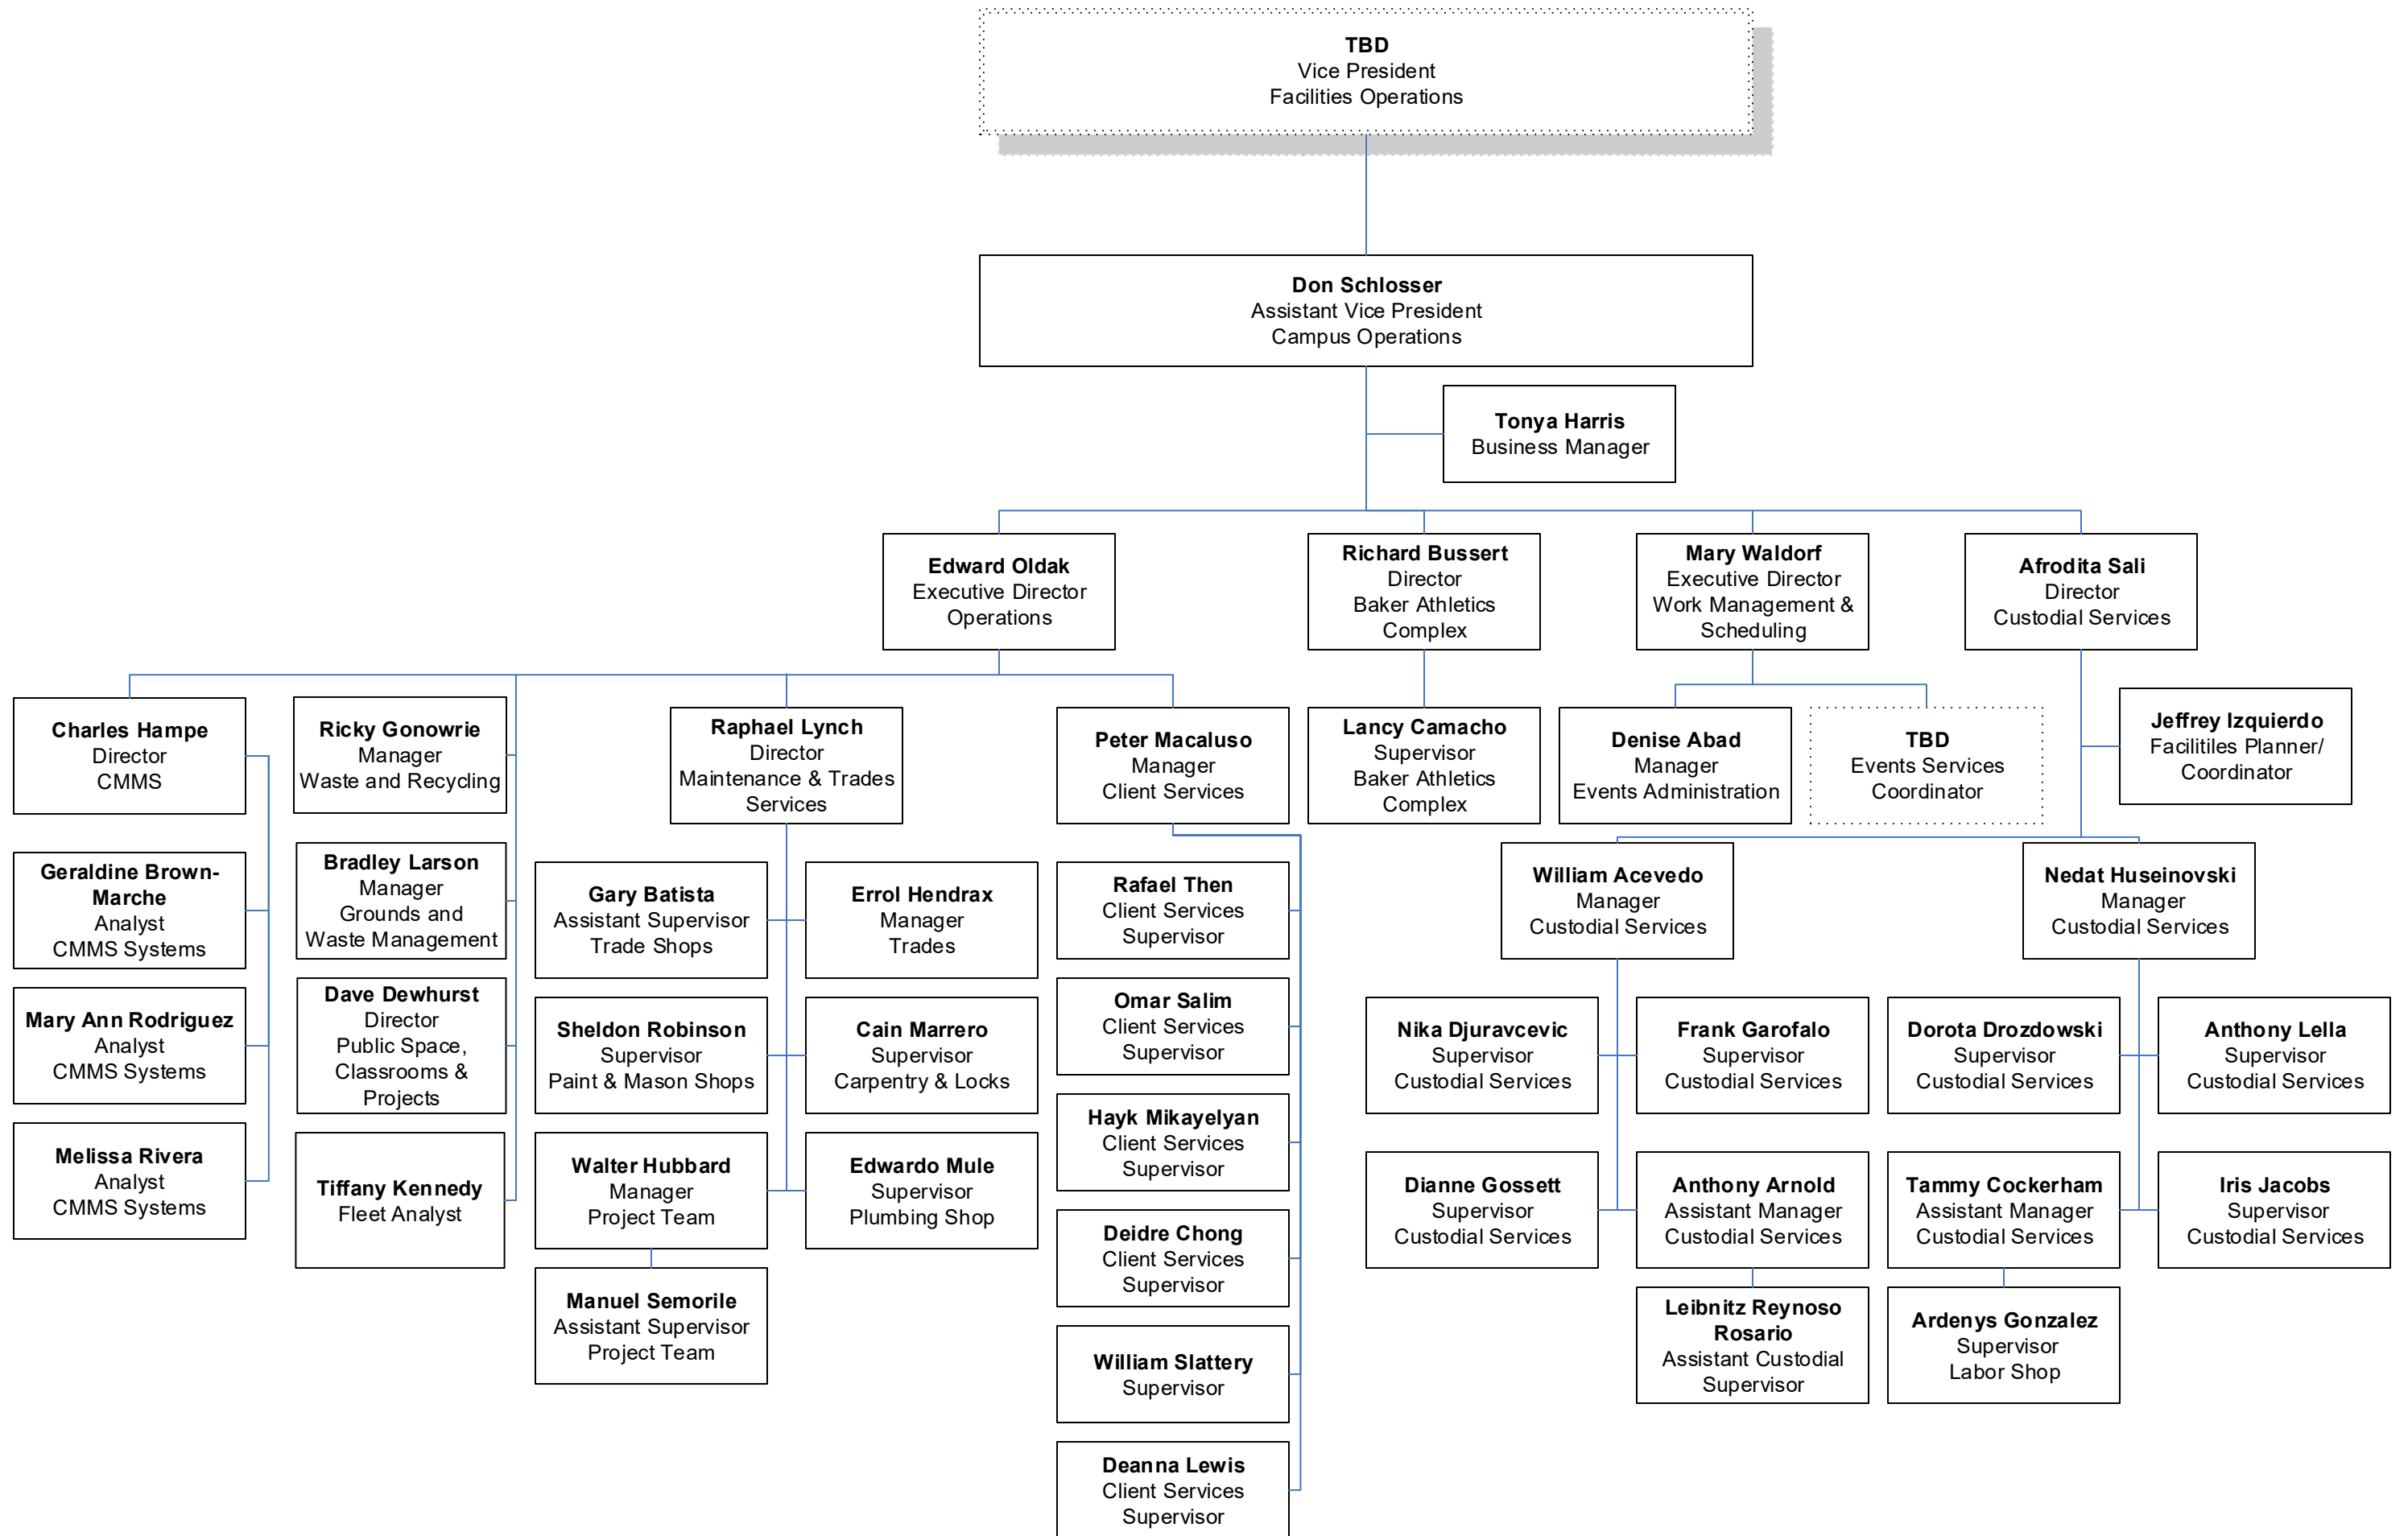 TBD
Vice President
Facilities Operations
Don Schlosser
Assistant Vice President
Campus Operations
Tonya Harris
Business Manager
Edward Oldak
Executive Director
Operations
Richard Bussert
Director
Baker Athletics
Complex
Mary Waldorf
Executive Director
Work Management &
Scheduling
Afrodita Sali
Director
Custodial Services
Charles Hampe
Director
CMMS
Ricky Gonowrie
Manager
Waste and Recycling
Raphael Lynch
Director
Maintenance & Trades
Services
Peter Macaluso
Manager
Client Services
Lancy Camacho
Supervisor
Baker Athletics
Complex
Denise Abad
Manager
Events Administration
TBD
Events Services
Coordinator
Jeffrey Izquierdo
Facilitiles Planner/
Coordinator
Geraldine Brown-
Marche
Analyst
CMMS Systems
Mary Ann Rodriguez
Analyst
CMMS Systems
Melissa Rivera
Analyst
CMMS Systems
Bradley Larson
Manager
Grounds and
Waste Management
Dave Dewhurst
Director
Public Space,
Classrooms &
Projects
Tiffany Kennedy
Fleet Analyst
Gary Batista
Assistant Supervisor
Trade Shops
Errol Hendrax
Manager
Trades
Sheldon Robinson
Supervisor
Paint & Mason Shops
Cain Marrero
Supervisor
Carpentry & Locks
Walter Hubbard
Manager
Project Team
Edwardo Mule
Supervisor
Plumbing Shop
Manuel Semorile
Assistant Supervisor
Project Team
Rafael Then
Client Services
Supervisor
Omar Salim
Client Services
Supervisor
Hayk Mikayelyan
Client Services
Supervisor
Deidre Chong
Client Services
Supervisor
William Slattery
Supervisor
Deanna Lewis
Client Services
Supervisor
William Acevedo
Manager
Custodial Services
Nedat Huseinovski
Manager
Custodial Services
Nika Djuravcevic
Supervisor
Custodial Services
Frank Garofalo
Supervisor
Custodial Services
Dorota Drozdowski
Supervisor
Custodial Services
Anthony Lella
Supervisor
Custodial Services
Dianne Gossett
Supervisor
Custodial Services
Anthony Arnold
Assistant Manager
Custodial Services
Tammy Cockerham
Assistant Manager
Custodial Services
Iris Jacobs
Supervisor
Custodial Services
Leibnitz Reynoso
Rosario
Assistant Custodial
Supervisor
Ardenys Gonzalez
Supervisor
Labor Shop